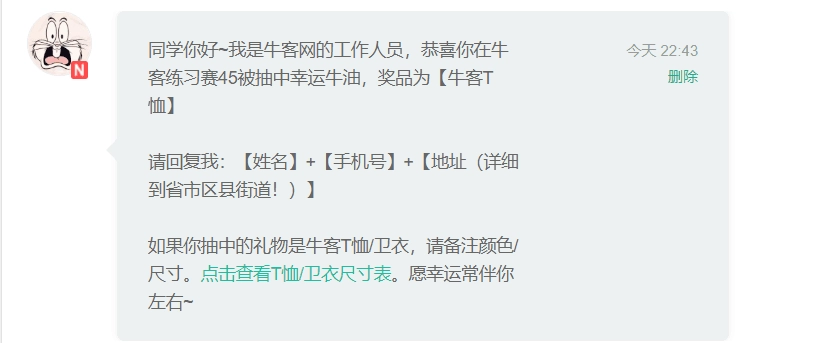 同学你好~我是牛客网的工作人员，恭喜你在牛
客练习赛45被抽中幸运牛油，奖品为【牛客T
恤】
今天 22:43
删除
请回复我：【姓名】+【手机号】+【地址（详细
到省市区县街道！）】
如果你抽中的礼物是牛客T恤/卫衣，请备注颜色/
尺寸。点击查看T恤/卫衣尺寸表。愿幸运常伴你
左右~
N